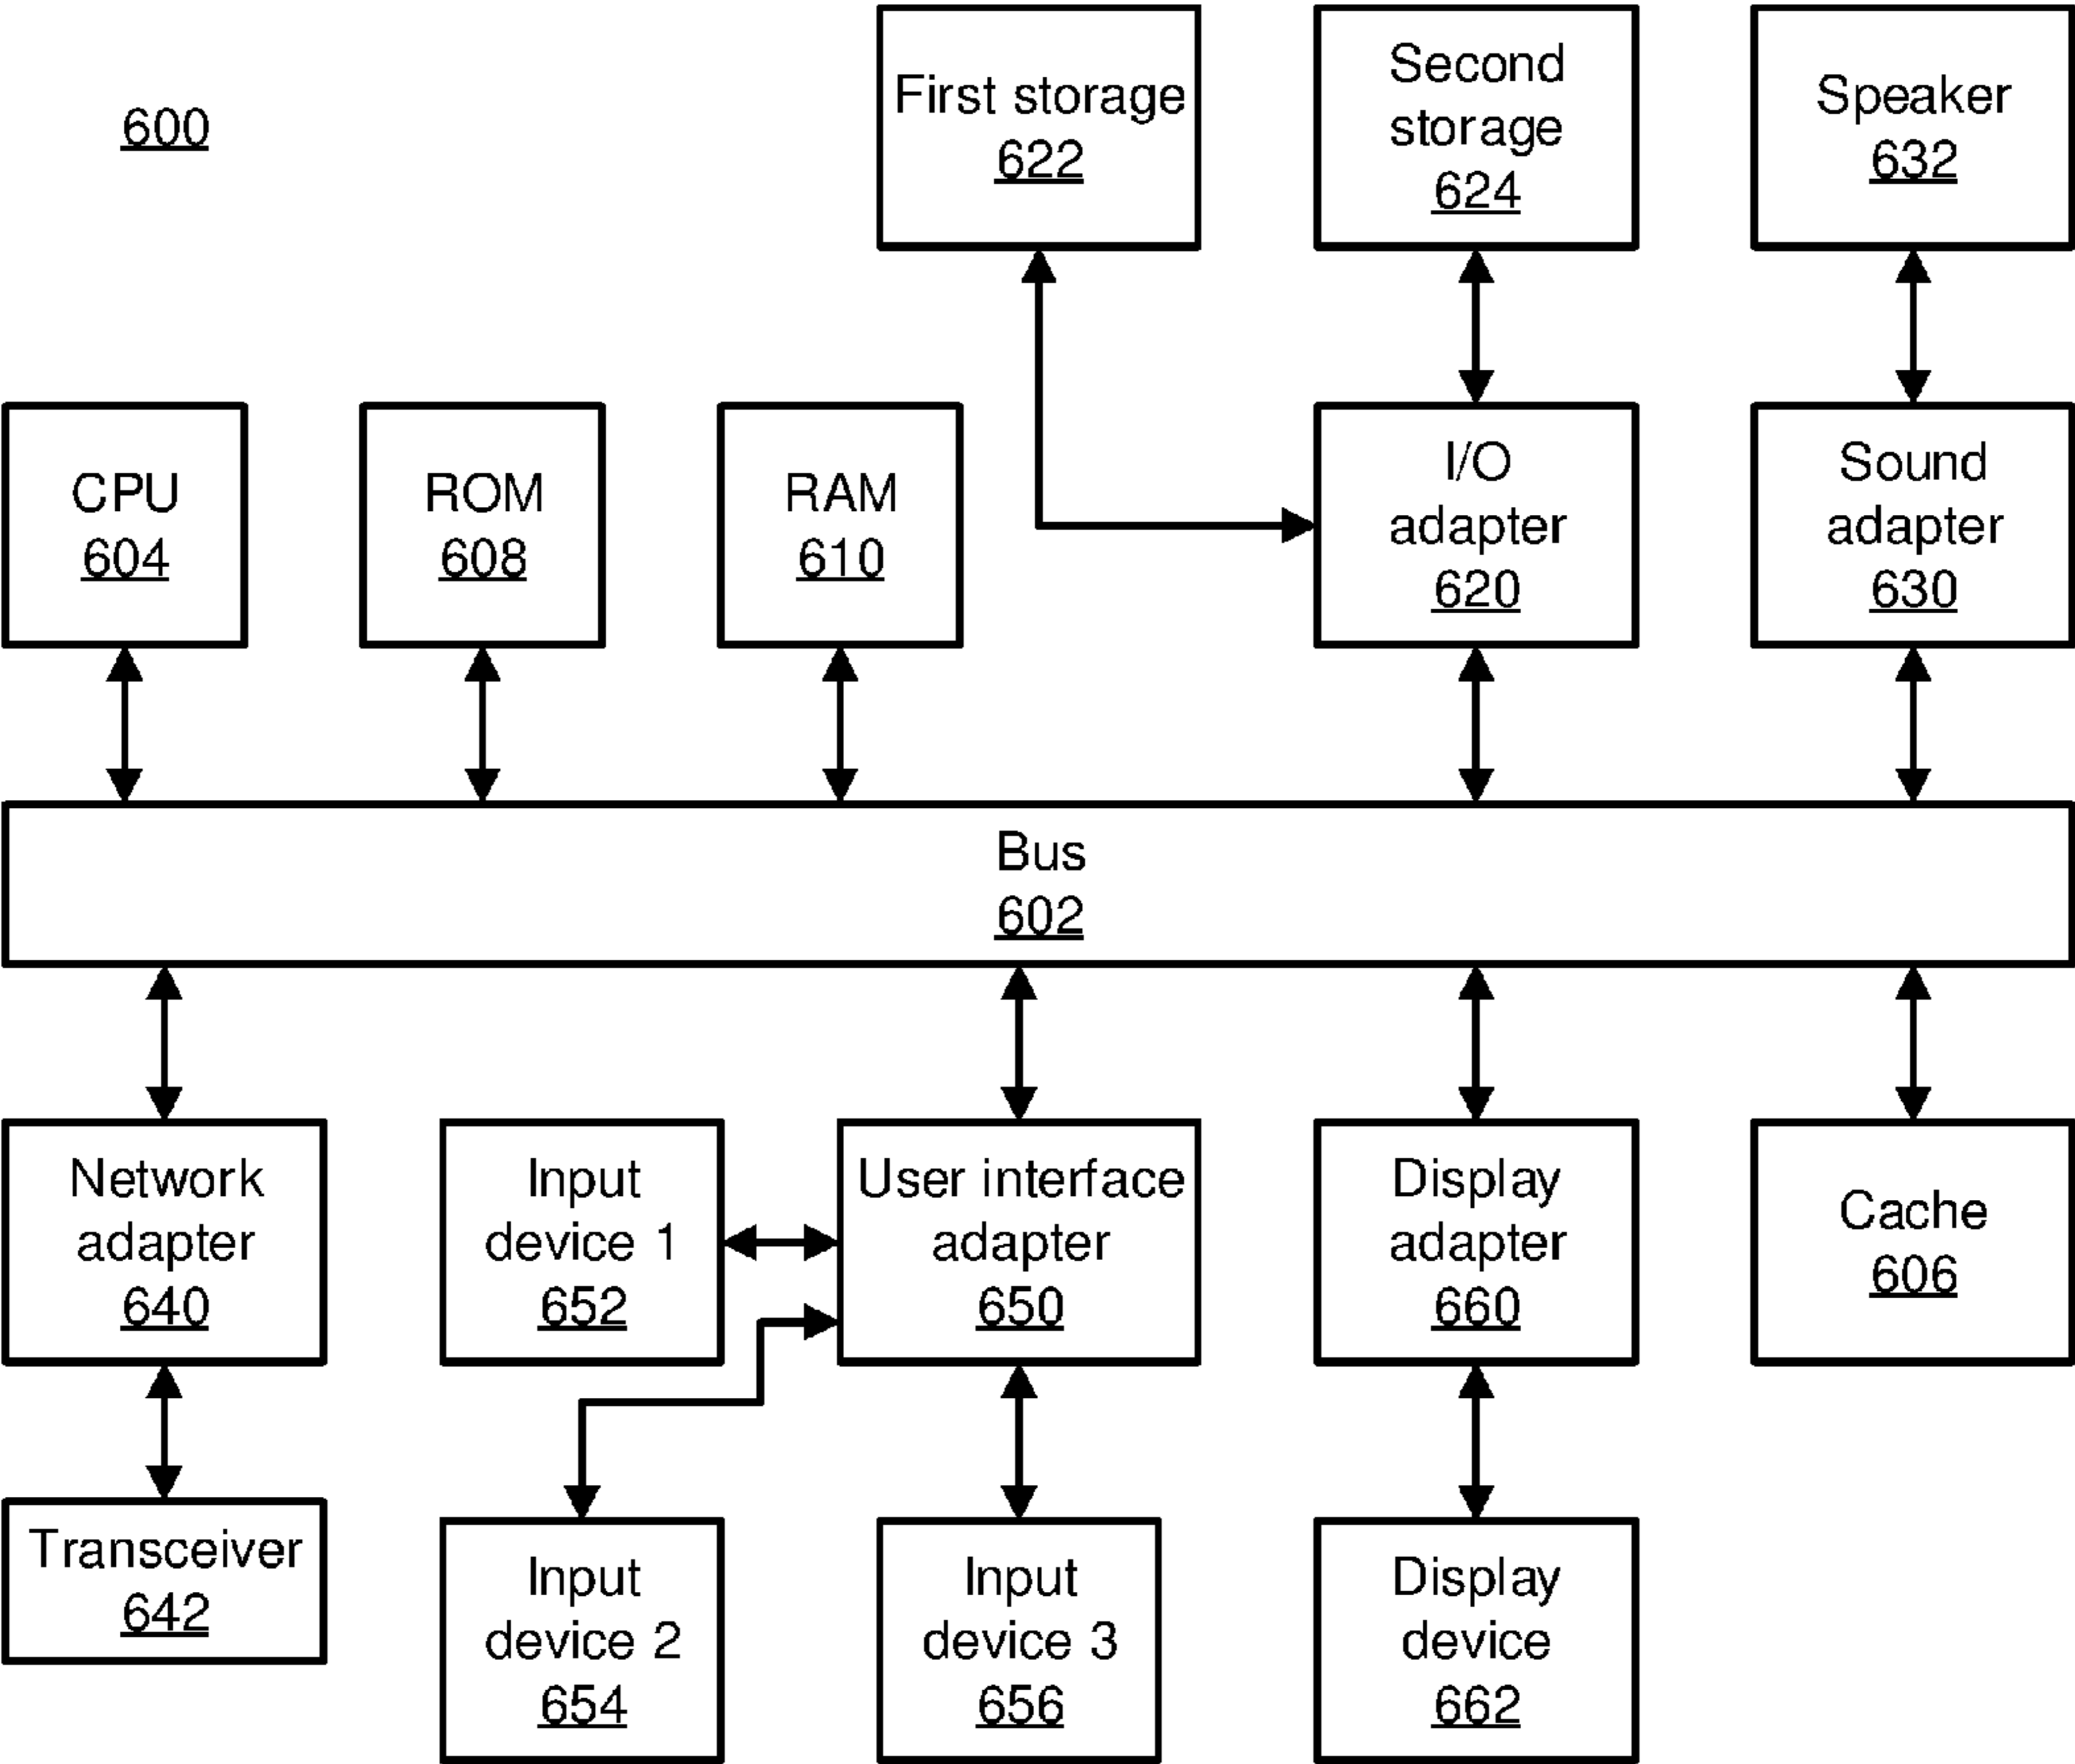 600
First storage
622
Second
storage
624
Speaker
632
CPU
604
ROM
608
RAM
610
I/O
adapter
620
Sound
adapter
630
Bus
602
Network
adapter
640
Input
device 1
652
User interface
adapter
650
Display
adapter
660
Cache
606
Transceiver
642
Input
device 2
654
Input
device 3
656
Display
device
662